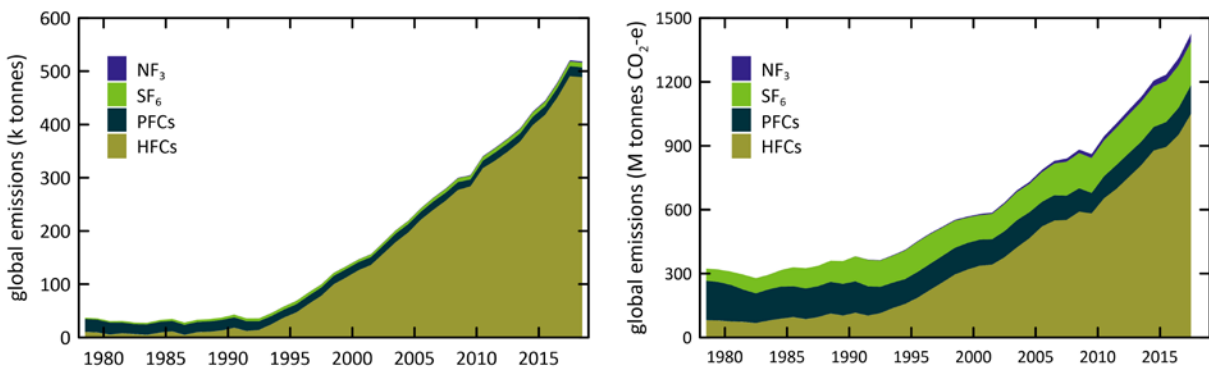 global emissions (k tonnes)
600
500
400
300
200
100
0
NF₃
SF₆
PFCs
HFCs
1980 1985 1990 1995 2000 2005 2010 2015
global emissions (M tonnes CO₂-e)
1500
1200
900
600
300
0
NF₃
SF₆
PFCs
HFCs
1980 1985 1990 1995 2000 2005 2010 2015